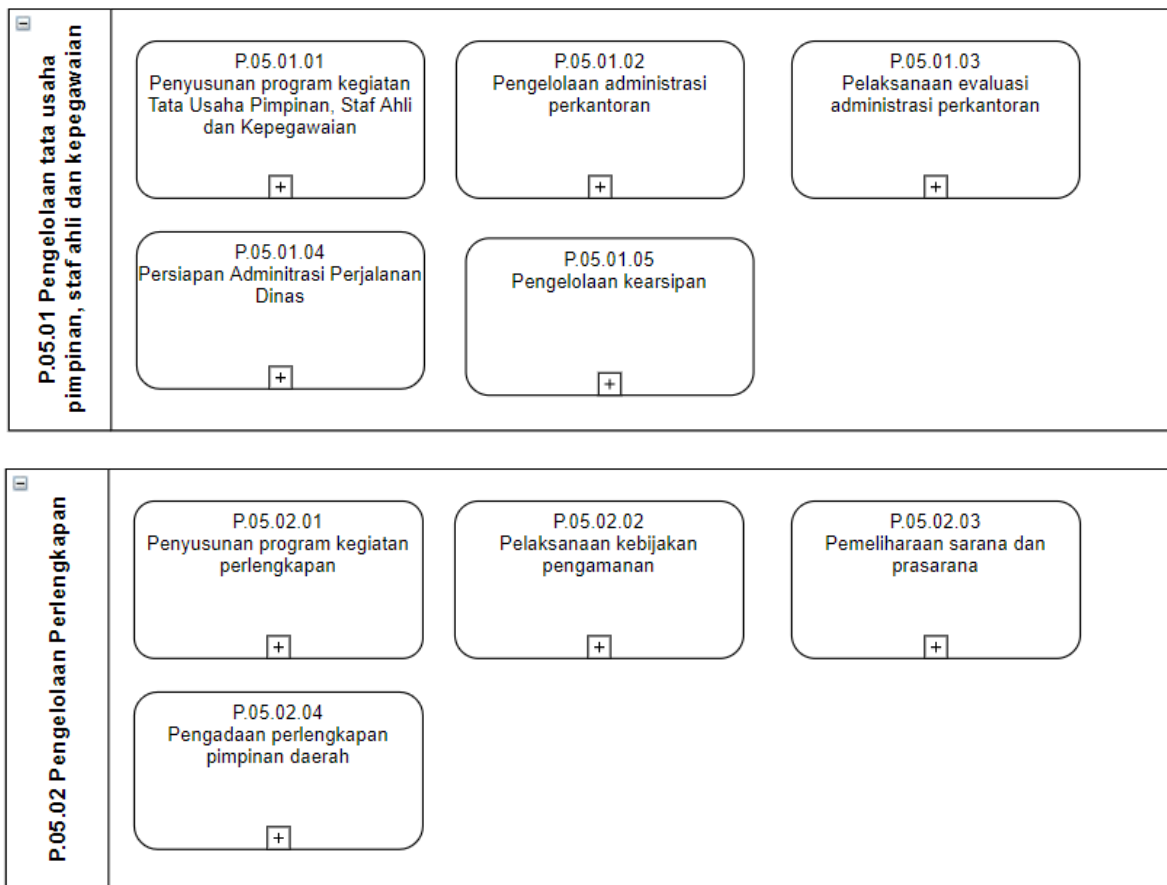 P.05.01 Pengelolaan tata usaha
pimpinan, staf ahli dan kepegawaian
P.05.01.01
Penyusunan program kegiatan
Tata Usaha Pimpinan, Staf Ahli
dan Kepegawaian
P.05.01.02
Pengelolaan administrasi
perkantoran
P.05.01.03
Pelaksanaan evaluasi
administrasi perkantoran
P.05.01.04
Persiapan Adminitrasi Perjalanan
Dinas
P.05.01.05
Pengelolaan kearsipan
P.05.02 Pengelolaan Perlengkapan
P.05.02.01
Penyusunan program kegiatan
perlengkapan
P.05.02.02
Pelaksanaan kebijakan
pengamanan
P.05.02.03
Pemeliharaan sarana dan
prasarana
P.05.02.04
Pengadaan perlengkapan
pimpinan daerah